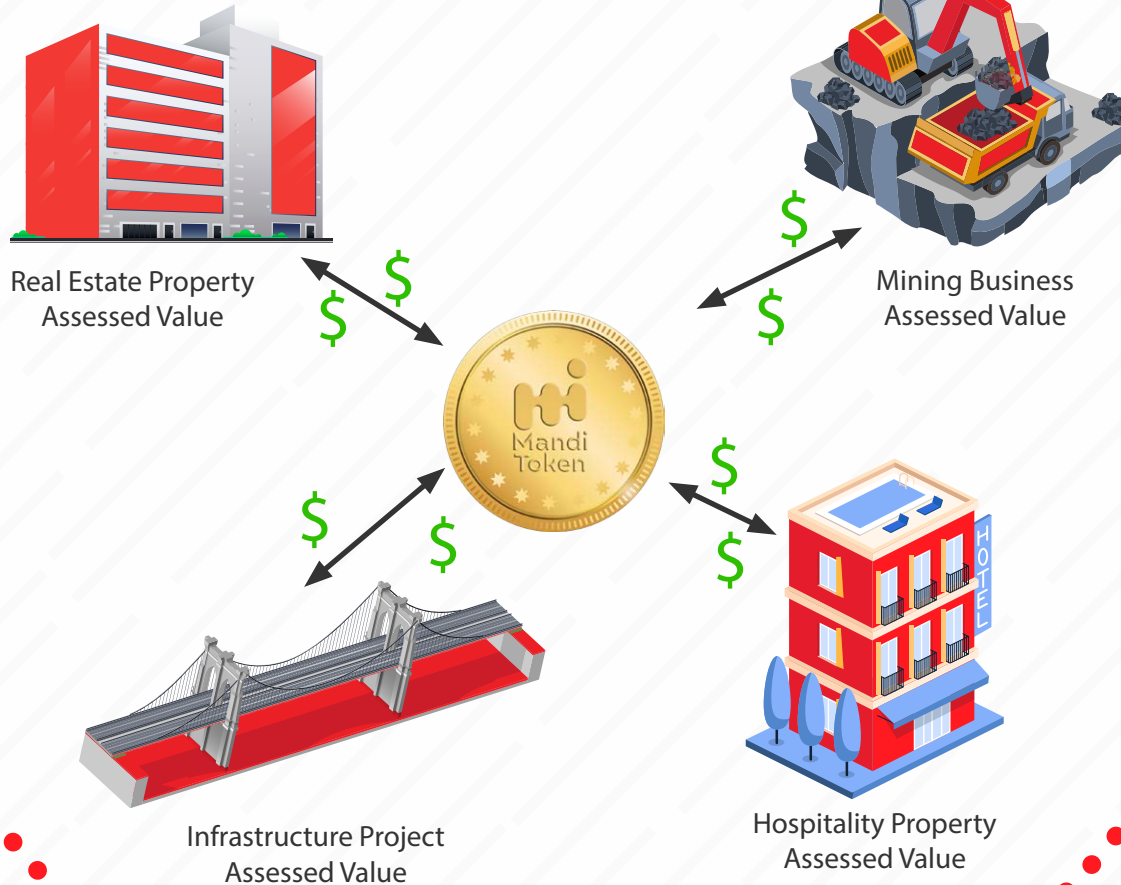 $
$
$
$
Real Estate Property
Assessed Value
Mining Business
Assessed Value
mi
Mandi
Token
$
$
$
$
HOTEL
Infrastructure Project
Assessed Value
Hospitality Property
Assessed Value